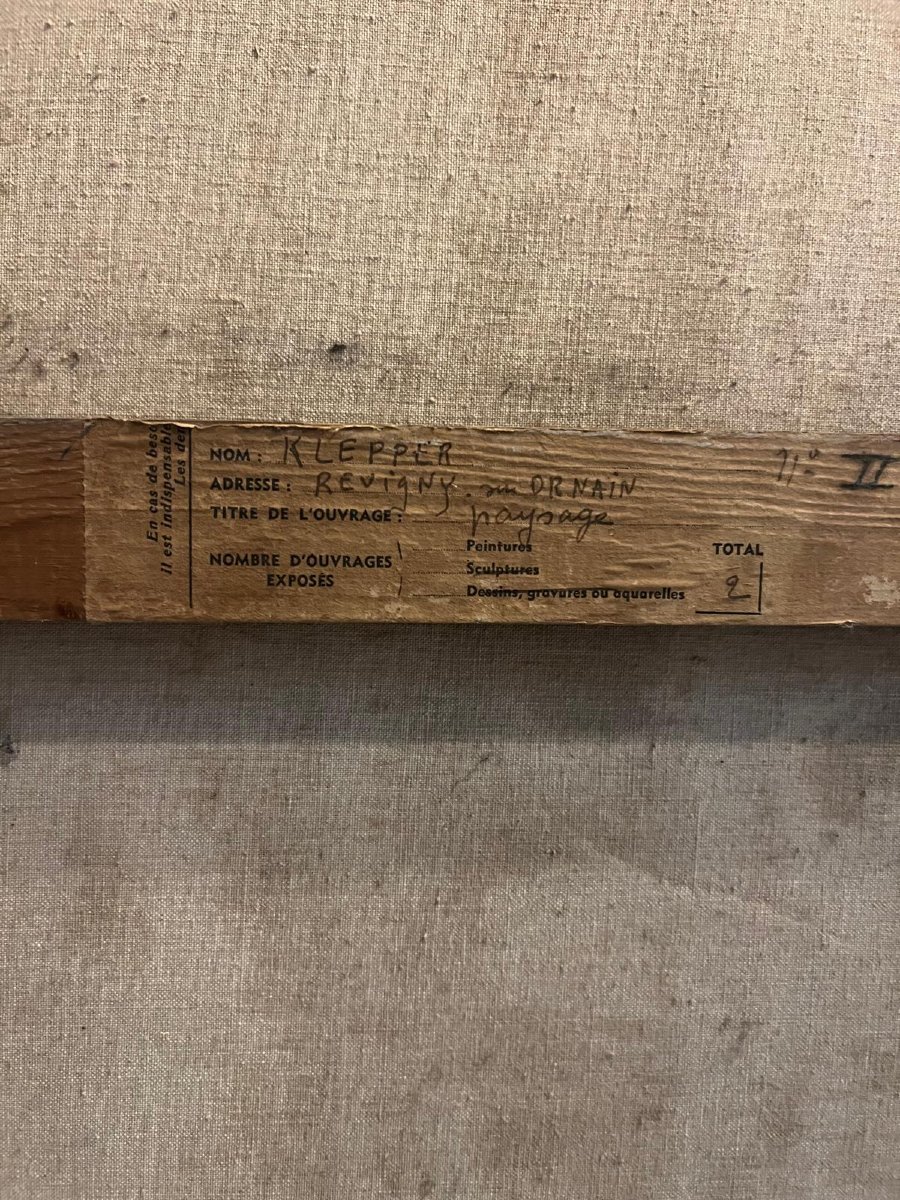 En cas de beso
Il est indispensable
Les de
NOM : KLEPPER
n° II
ADRESSE : REVIGNY. sur ORNAIN
TITRE DE L'OUVRAGE : paysage
NOMBRE D'OUVRAGES
EXPOSÉS
Peintures
Sculptures
Dessins, gravures ou aquarelles
TOTAL
2